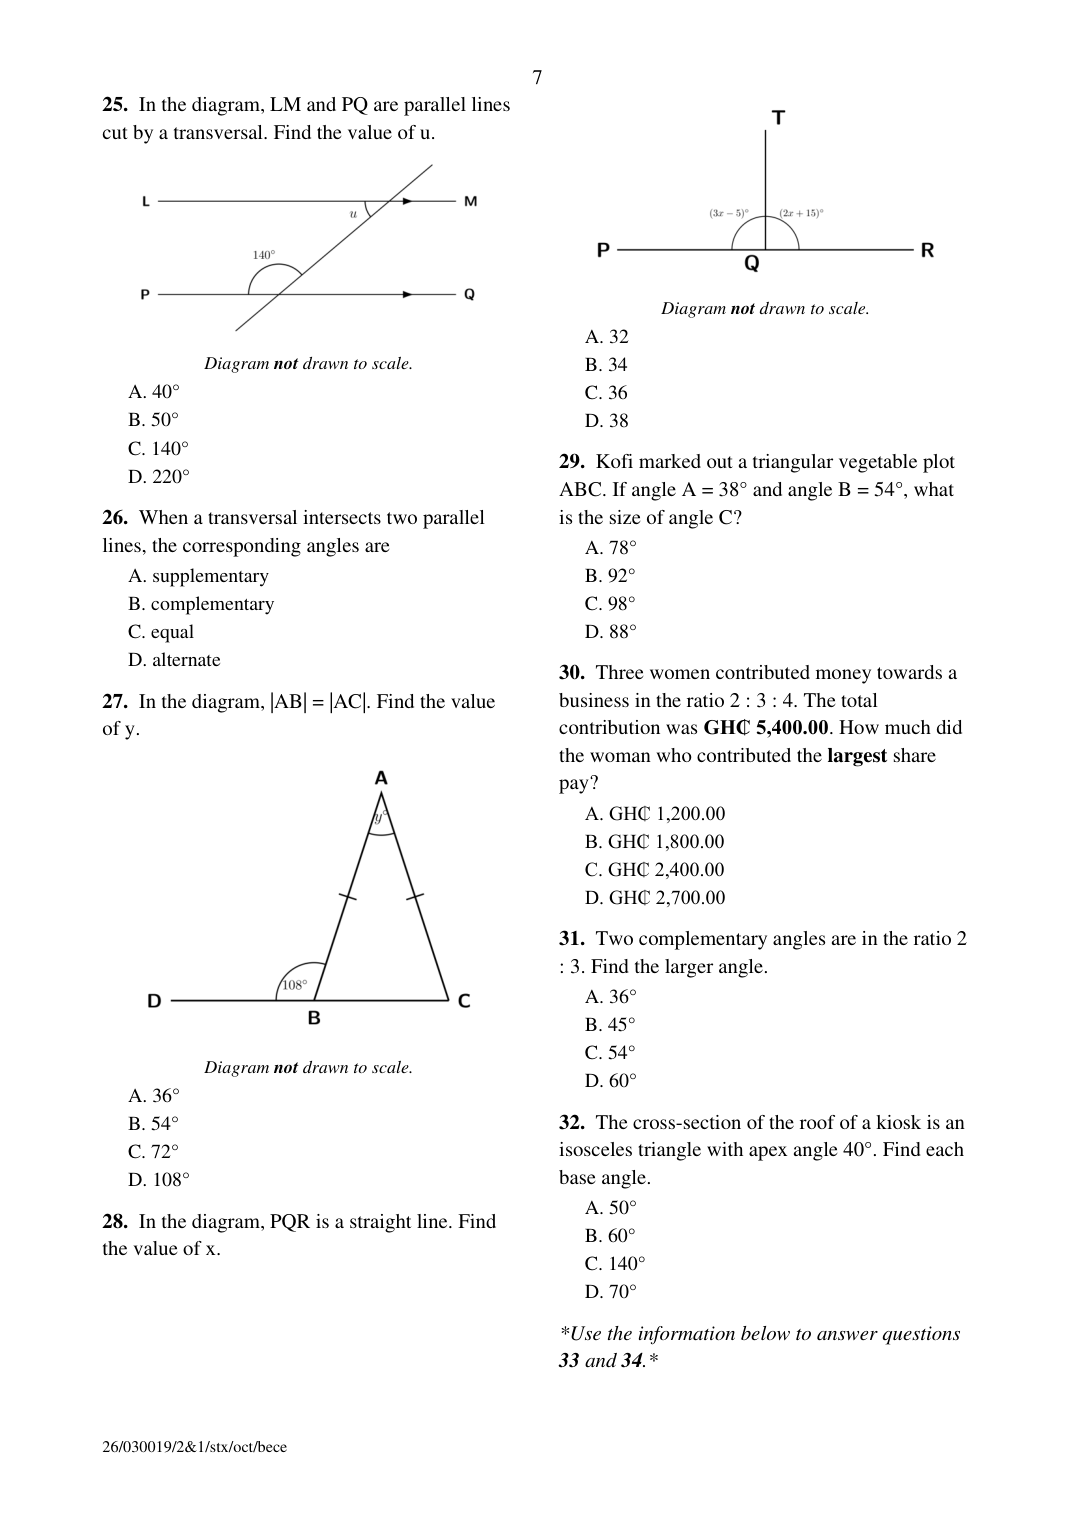 7
25. In the diagram, LM and PQ are parallel lines
cut by a transversal. Find the value of u.
L
M
u
140°
P
Q
Diagram not drawn to scale.
A. 40°
B. 50°
C. 140°
D. 220°
26. When a transversal intersects two parallel
lines, the corresponding angles are
A. supplementary
B. complementary
C. equal
D. alternate
27. In the diagram, |AB| = |AC|. Find the value
of y.
A
y°
108°
D
C
B
Diagram not drawn to scale.
A. 36°
B. 54°
C. 72°
D. 108°
28. In the diagram, PQR is a straight line. Find
the value of x.
T
(3x − 5)° (2x + 15)°
P
R
Q
Diagram not drawn to scale.
A. 32
B. 34
C. 36
D. 38
29. Kofi marked out a triangular vegetable plot
ABC. If angle A = 38° and angle B = 54°, what
is the size of angle C?
A. 78°
B. 92°
C. 98°
D. 88°
30. Three women contributed money towards a
business in the ratio 2 : 3 : 4. The total
contribution was GH₵ 5,400.00. How much did
the woman who contributed the largest share
pay?
A. GH₵ 1,200.00
B. GH₵ 1,800.00
C. GH₵ 2,400.00
D. GH₵ 2,700.00
31. Two complementary angles are in the ratio 2
: 3. Find the larger angle.
A. 36°
B. 45°
C. 54°
D. 60°
32. The cross-section of the roof of a kiosk is an
isosceles triangle with apex angle 40°. Find each
base angle.
A. 50°
B. 60°
C. 140°
D. 70°
*Use the information below to answer questions
33 and 34.*
26/030019/2&1/stx/oct/bece